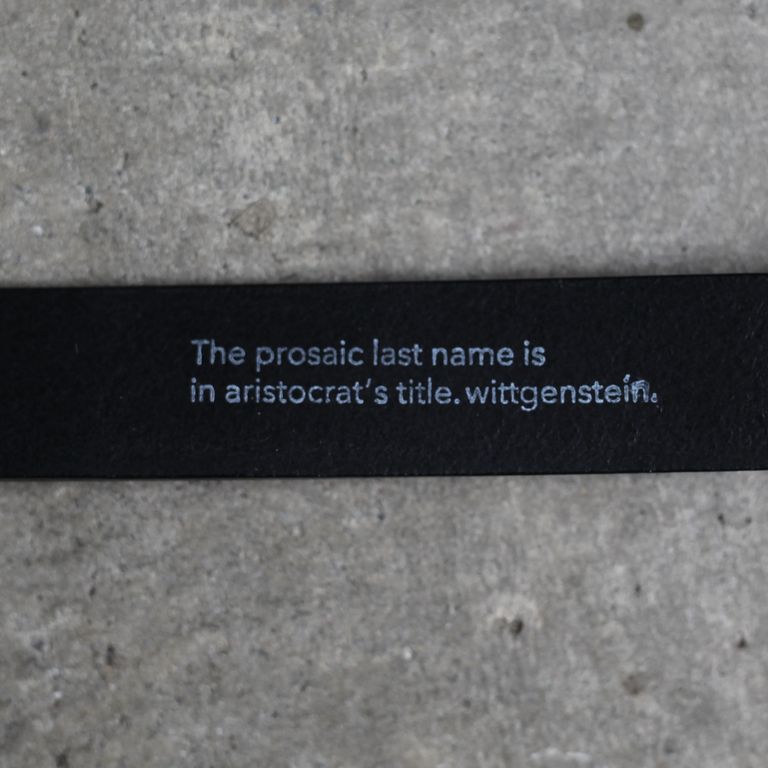 The prosaic last name is
in aristocrat's title.wittgenstein.